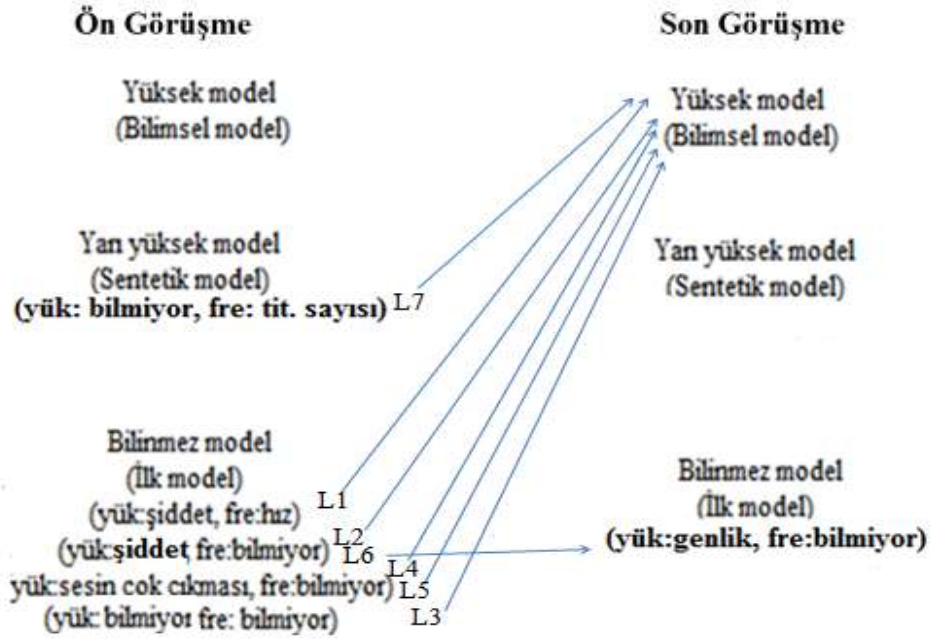 Ön Görüşme
Yüksek model
(Bilimsel model)
Yarı yüksek model
(Sentetik model)
(yük: bilmiyor, fre: tit. sayısı)
L7
Bilinmez model
(İlk model)
(yük:şiddet, fre:hız)
L1
(yük:şiddet, fre:bilmiyor)
L2
L6
yük:sesin cok cıkması, fre:bilmiyor)
L4
L5
(yük: bilmiyor fre: bilmiyor)
L3
Son Görüşme
Yüksek model
(Bilimsel model)
Yarı yüksek model
(Sentetik model)
Bilinmez model
(İlk model)
(yük:genlik, fre:bilmiyor)